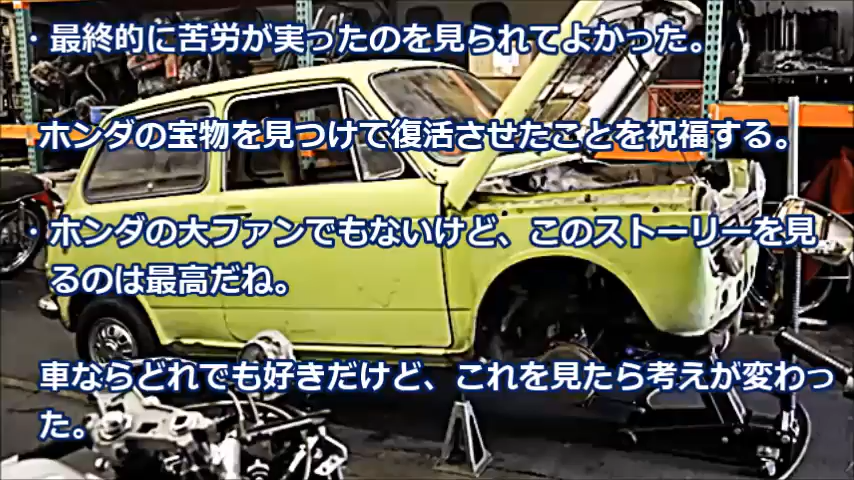 ・最終的に苦労が実ったのを見られてよかった。
ホンダの宝物を見つけて復活させたことを祝福する。
・ホンダの大ファンでもないけど、このストーリーを見
るのは最高だね。
車ならどれでも好きだけど、これを見たら考えが変わっ
た。